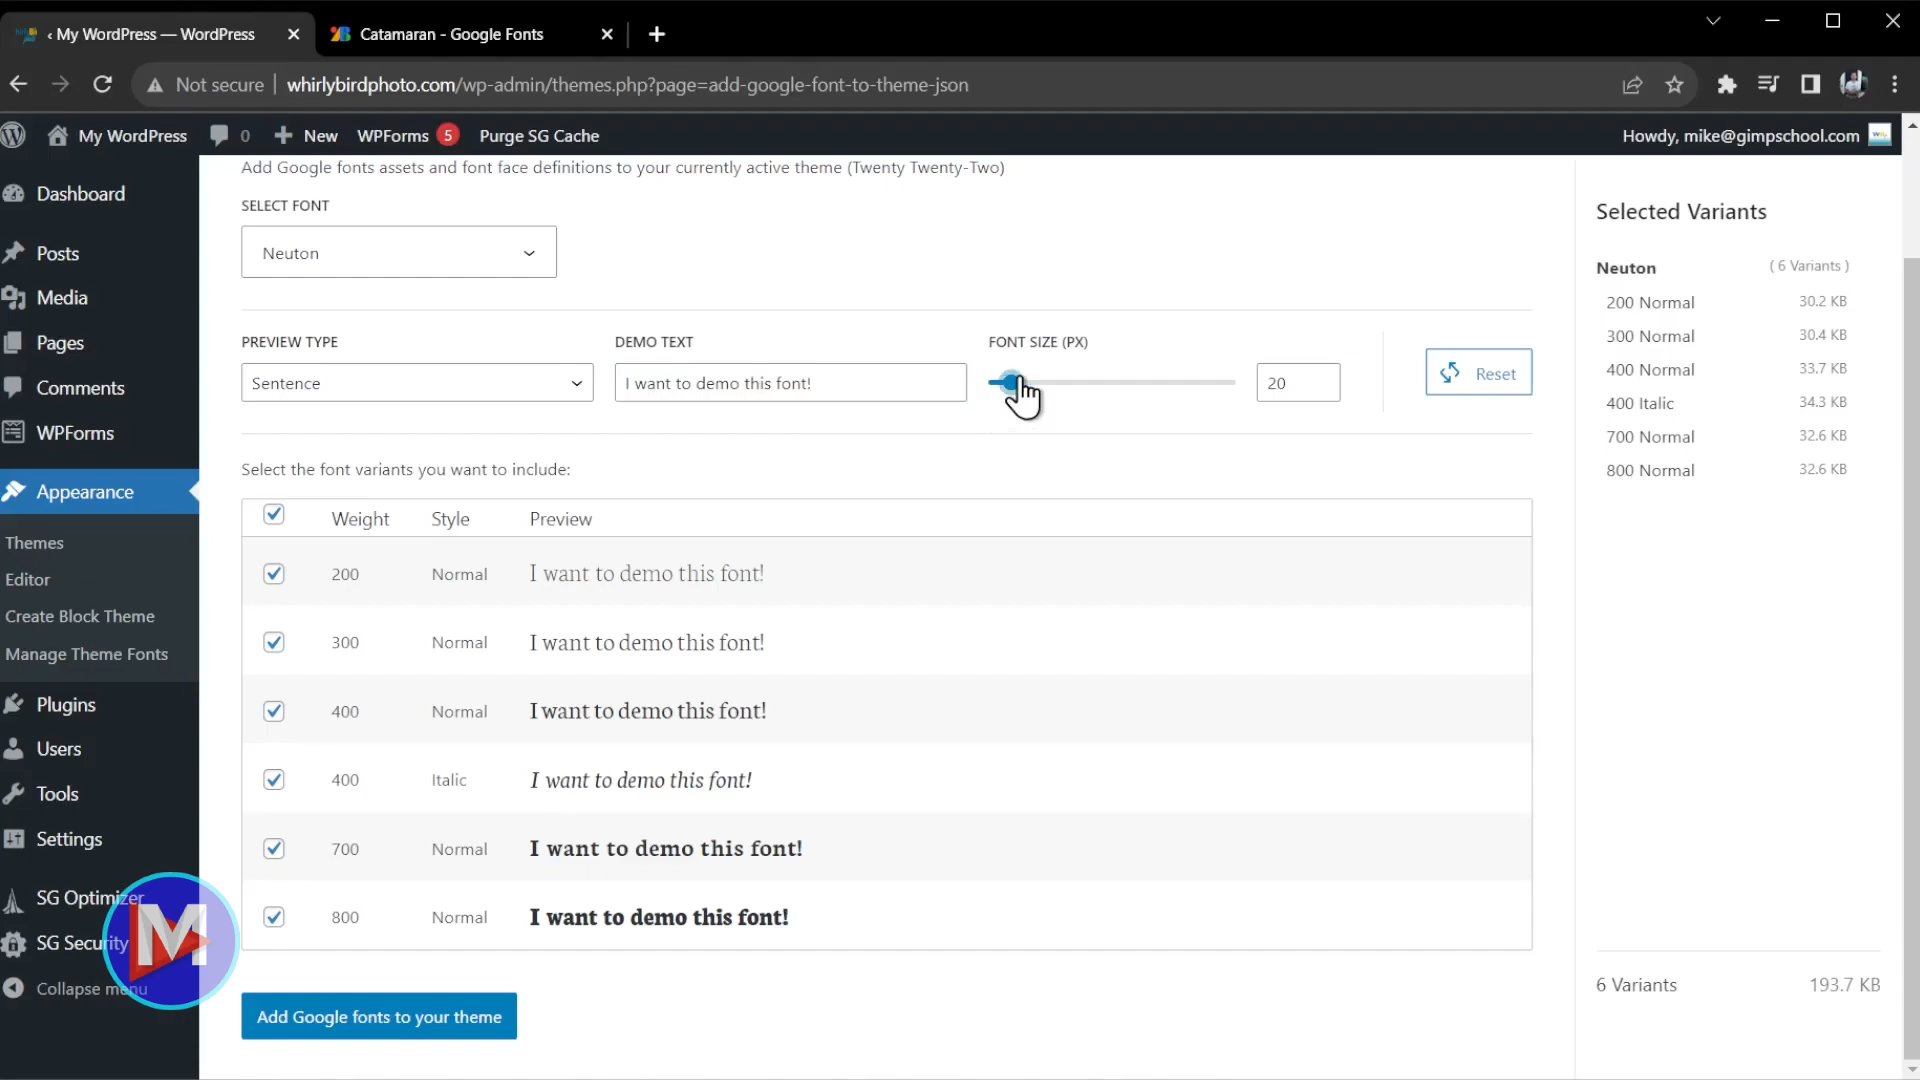 ‹ My WordPress — WordPress
Catamaran - Google Fonts
Not secure
whirlybirdphoto.com/wp-admin/themes.php?page=add-google-font-to-theme-json
My WordPress
0
New
WPForms 5
Purge SG Cache
Howdy, mike@gimpschool.com
Dashboard
Posts
Media
Pages
Comments
WPForms
Appearance
Themes
Editor
Create Block Theme
Manage Theme Fonts
Plugins
Users
Tools
Settings
SG Optimizer
SG Security
Collapse menu
M
Add Google fonts assets and font face definitions to your currently active theme (Twenty Twenty-Two)
SELECT FONT
Neuton
PREVIEW TYPE
Sentence
DEMO TEXT
I want to demo this font!
FONT SIZE (PX)
20
Reset
Select the font variants you want to include:
Weight Style Preview
200 Normal I want to demo this font!
300 Normal I want to demo this font!
400 Normal I want to demo this font!
400 Italic I want to demo this font!
700 Normal I want to demo this font!
800 Normal I want to demo this font!
Add Google fonts to your theme
Selected Variants
Neuton ( 6 Variants )
200 Normal 30.2 KB
300 Normal 30.4 KB
400 Normal 33.7 KB
400 Italic 34.3 KB
700 Normal 32.6 KB
800 Normal 32.6 KB
6 Variants 193.7 KB